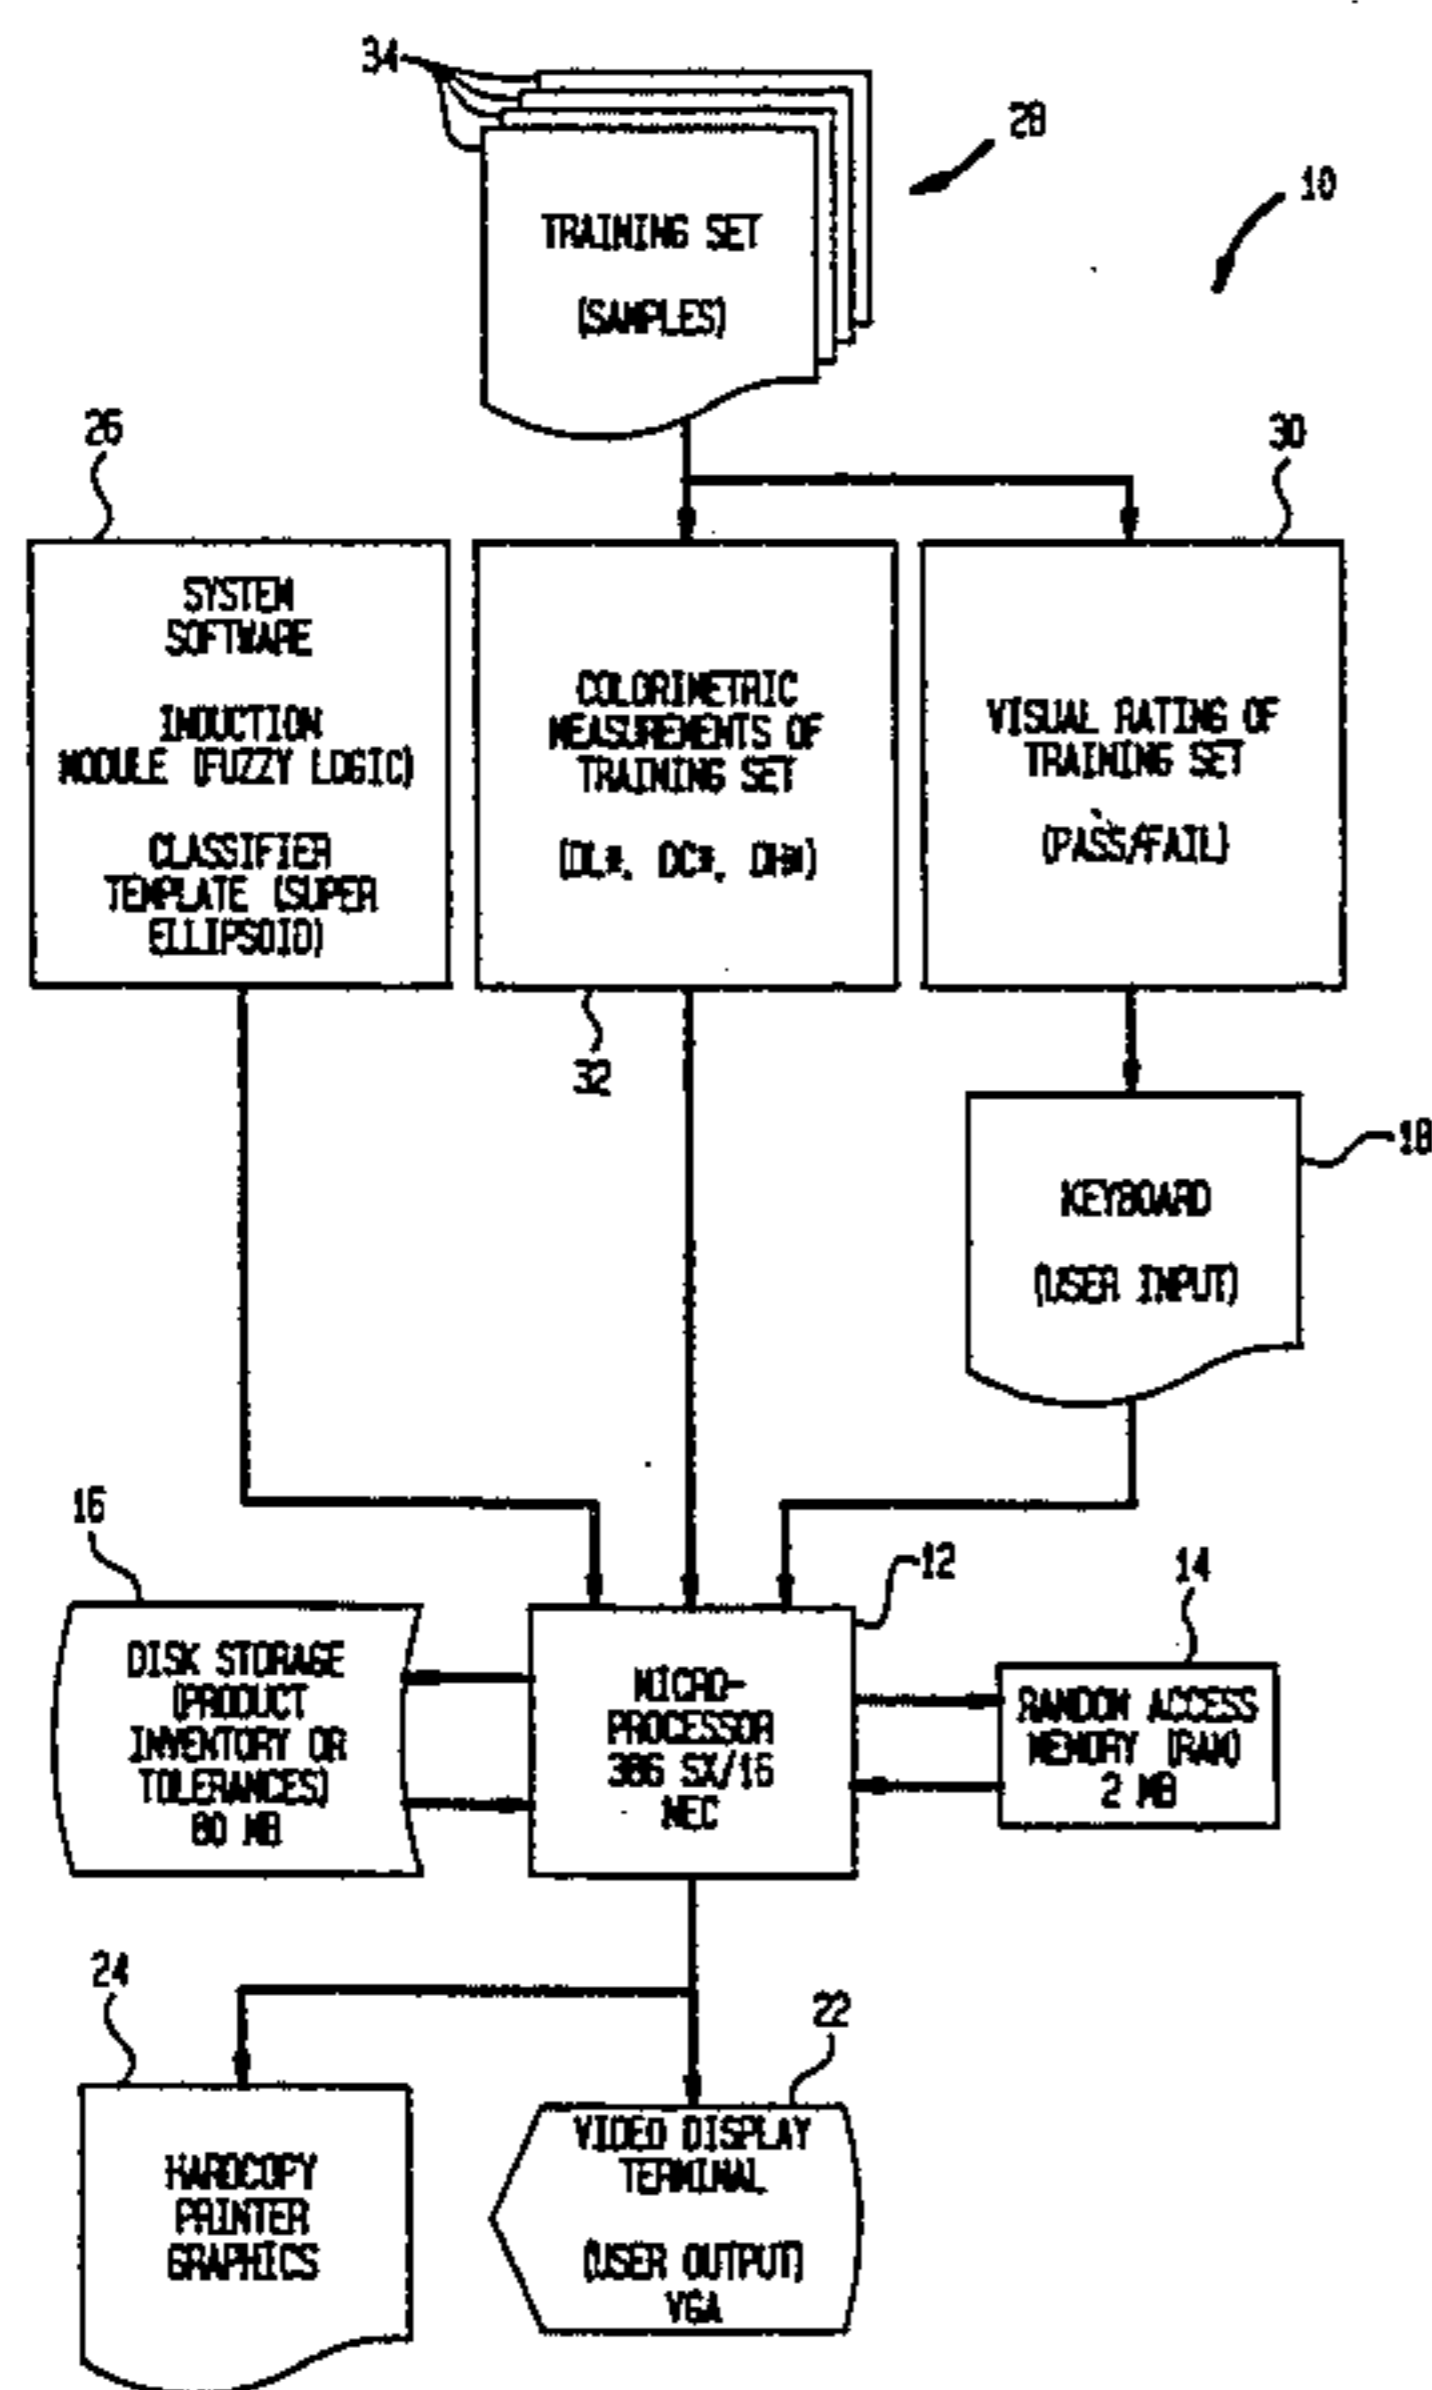 34
28
10
TRAINING SET
(SAMPLES)
26
30
SYSTEM
SOFTWARE
INDUCTION
MODULE (FUZZY LOGIC)
CLASSIFIER
TEMPLATE (SUPER
ELLIPSOID)
COLORIMETRIC
MEASUREMENTS OF
TRAINING SET
(DL*, DC*, DH*)
VISUAL RATING OF
TRAINING SET
(PASS/FAIL)
32
18
KEYBOARD
(USER INPUT)
16
12
14
DISK STORAGE
(PRODUCT
INVENTORY OR
TOLERANCES)
80 MB
MICRO-
PROCESSOR
386 SX/16
NEC
RANDOM ACCESS
MEMORY (RAM)
2 MB
24
22
HARDCOPY
PRINTER
GRAPHICS
VIDEO DISPLAY
TERMINAL
(USER OUTPUT)
VGA